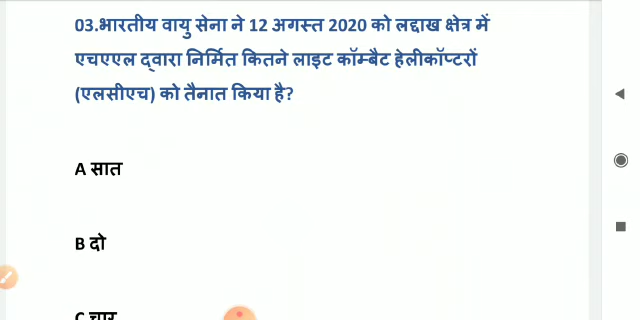 03.भारतीय वायु सेना ने 12 अगस्त 2020 को लद्दाख क्षेत्र में
एचएएल द्वारा निर्मित कितने लाइट कॉम्बैट हेलीकॉप्टरों
(एलसीएच) को तैनात किया है?
A सात
B दो
C चार